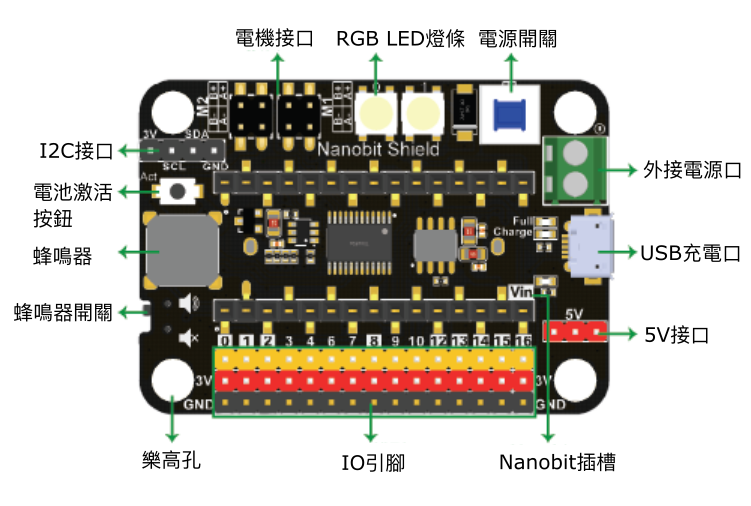 電機接口 RGB LED燈條 電源開關
M2 B+ A+ B- A- M1 B+ A+ B- A-
Nanobit Shield
I2C接口
3V SDA
SCL GND
外接電源口
電池激活
按鈕
Act
Full
Charge
蜂鳴器
USB充電口
Vin
蜂鳴器開關
5V
5V接口
0 1 2 3 4 6 7 8 9 10 12 13 14 15 16
3V 3V
GND GND
樂高孔
IO引腳
Nanobit插槽